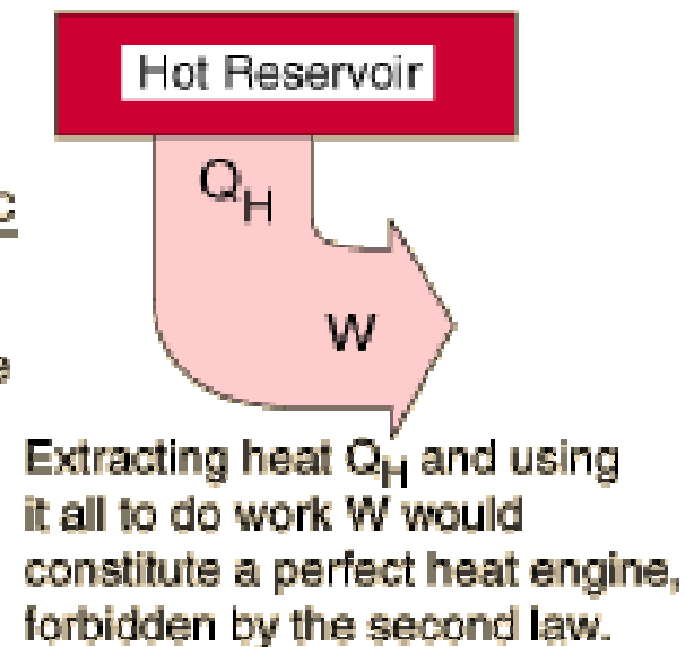 Hot Reservoir
QH
W
Extracting heat QH and using
it all to do work W would
constitute a perfect heat engine,
forbidden by the second law.